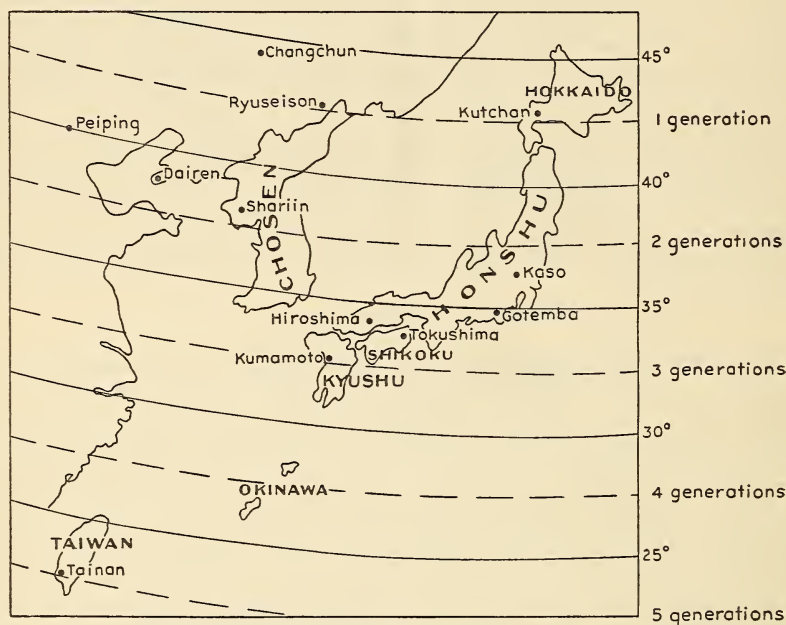 Changchun
45°
HOKKAIDO
Ryuseison
Kutchan
1 generation
Peiping
Dairen
40°
CHOSEN
Shariin
HONSHU
2 generations
Kaso
35°
Hiroshima
Gotemba
Tokushima
Kumamoto
SHIKOKU
3 generations
KYUSHU
30°
OKINAWA
4 generations
TAIWAN
25°
Tainan
5 generations